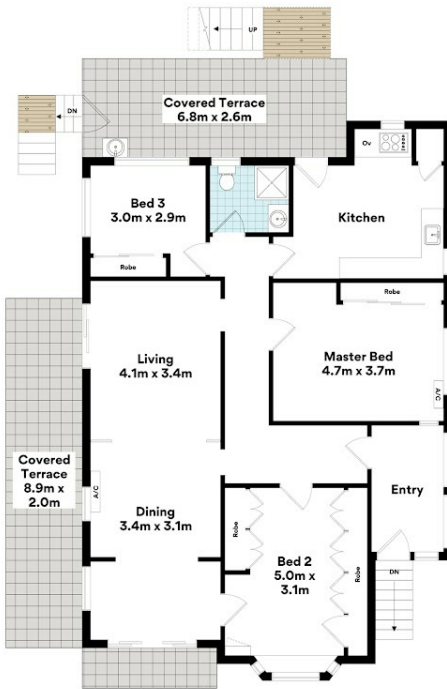 UP
DN
Covered Terrace
6.8m x 2.6m
Ov
Bed 3
3.0m x 2.9m
Kitchen
Robe
Robe
Living
4.1m x 3.4m
Master Bed
4.7m x 3.7m
A/C
Covered
Terrace
8.9m x
2.0m
A/C
Dining
3.4m x 3.1m
Entry
Robe
Bed 2
5.0m x
3.1m
Robe
DN